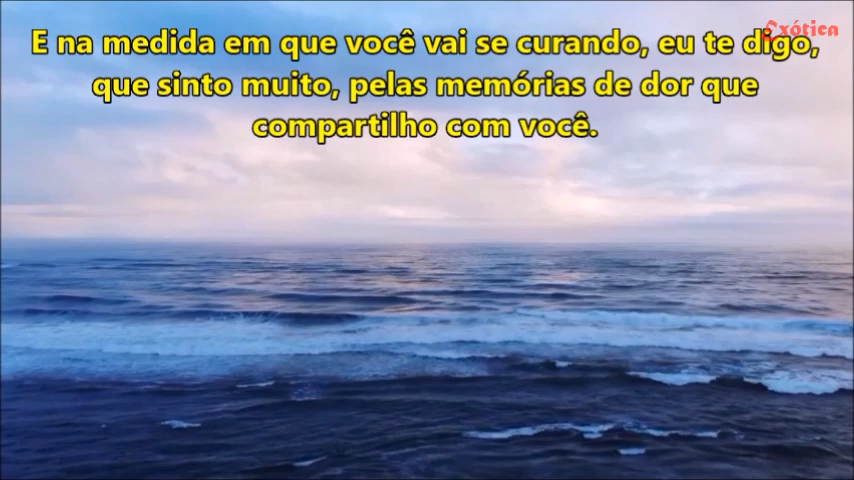 Exótica
E na medida em que você vai se curando, eu te digo,
que sinto muito, pelas memórias de dor que
compartilho com você.